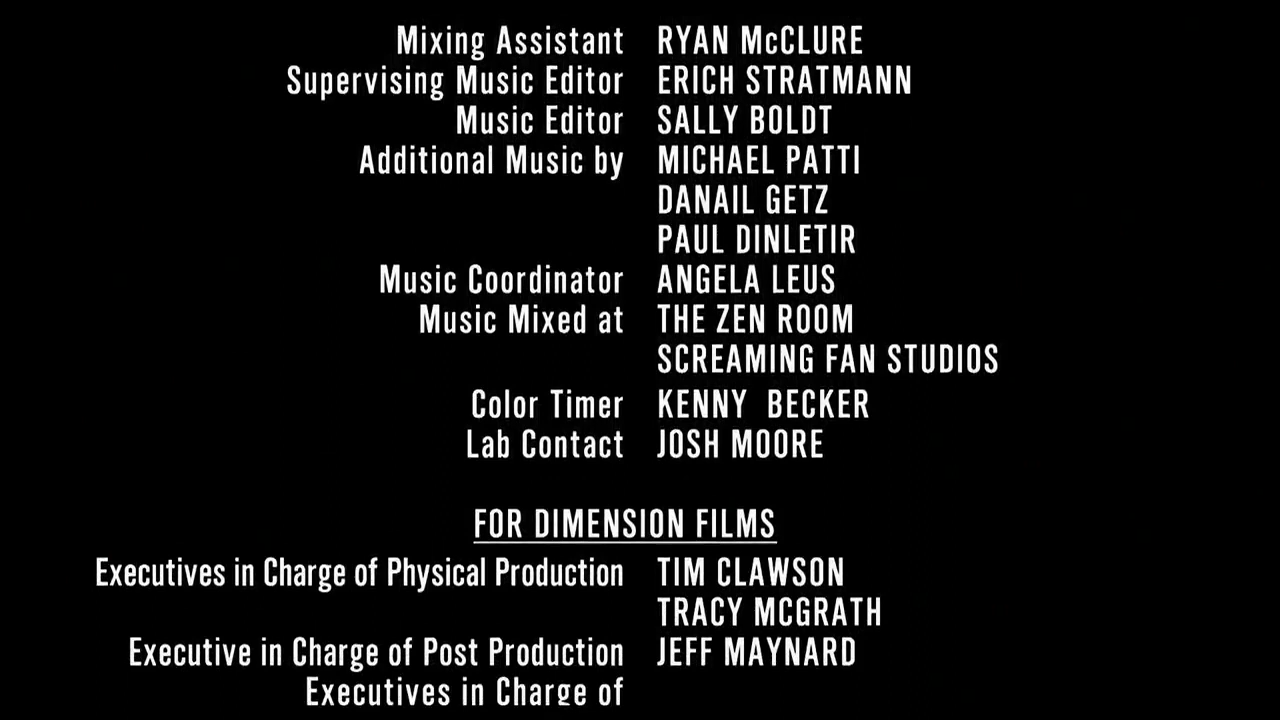 Mixing Assistant RYAN McCLURE
Supervising Music Editor ERICH STRATMANN
Music Editor SALLY BOLDT
Additional Music by MICHAEL PATTI
DANAIL GETZ
PAUL DINLETIR
Music Coordinator ANGELA LEUS
Music Mixed at THE ZEN ROOM
SCREAMING FAN STUDIOS
Color Timer KENNY BECKER
Lab Contact JOSH MOORE
FOR DIMENSION FILMS
Executives in Charge of Physical Production TIM CLAWSON
TRACY MCGRATH
Executive in Charge of Post Production JEFF MAYNARD
Executives in Charge of